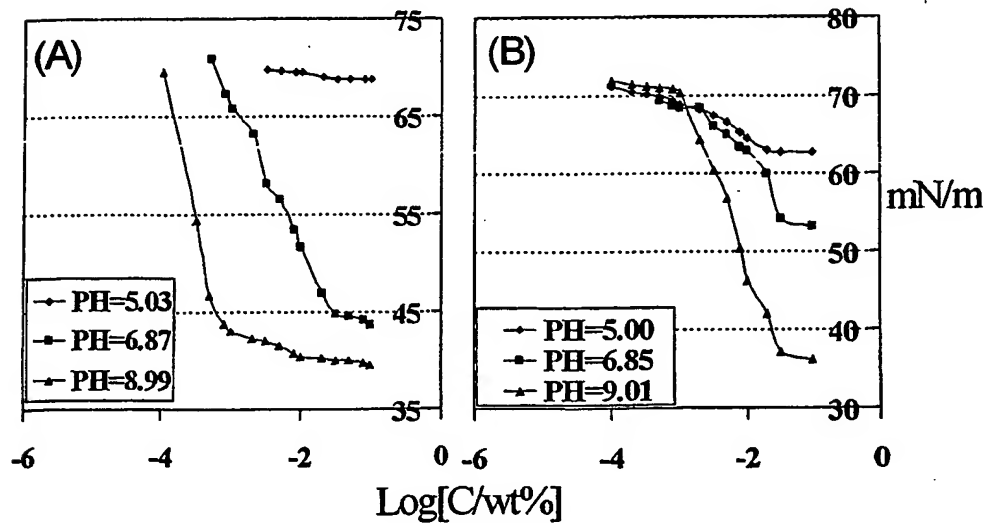 (A)
75
65
55
45
35
PH=5.03
PH=6.87
PH=8.99
-6 -4 -2 0
(B)
80
70
60
50
40
30
mN/m
PH=5.00
PH=6.85
PH=9.01
-6 -4 -2 0
Log[C/wt%]